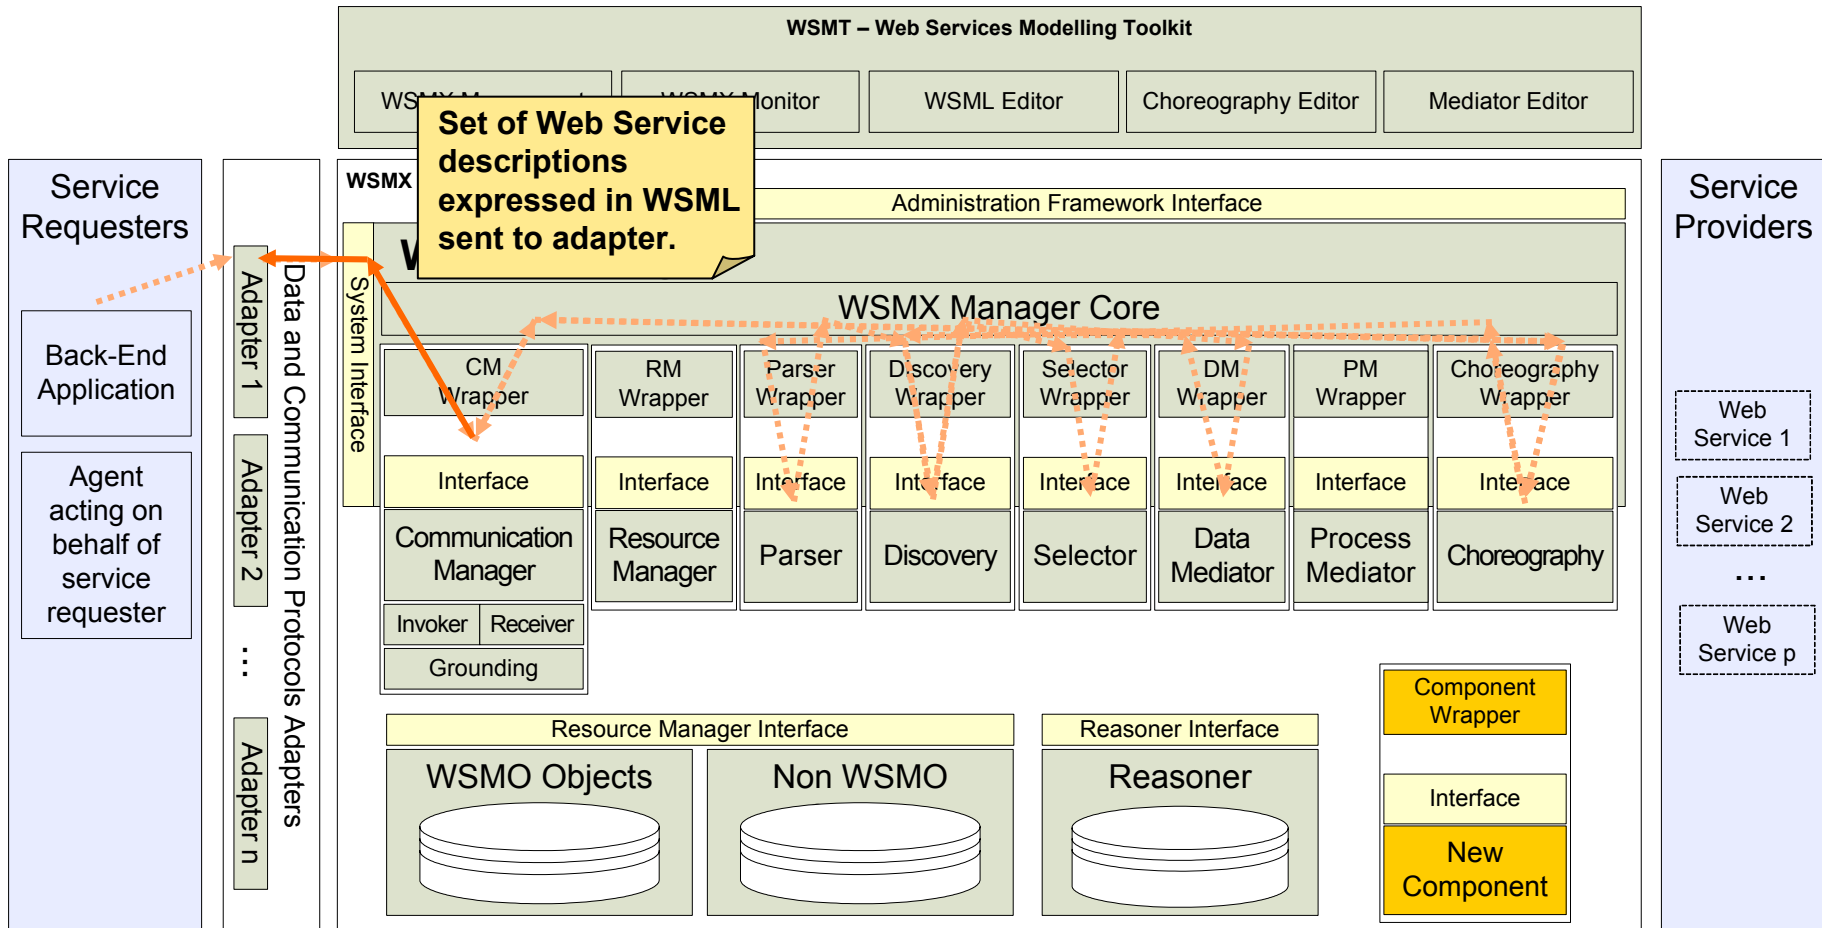 WSMT – Web Services Modelling Toolkit
WSMX Monitor
WSML Editor
Choreography Editor
Mediator Editor
Set of Web Service
descriptions
expressed in WSML
sent to adapter.
Service
Requesters
Back-End
Application
Agent
acting on
behalf of
service
requester
Adapter 1
Adapter 2
...
Adapter n
Data and Communication Protocols Adapters
WSMX
Administration Framework Interface
System Interface
WSMX Manager Core
CM
Wrapper
RM
Wrapper
Parser
Wrapper
Discovery
Wrapper
Selector
Wrapper
DM
Wrapper
PM
Wrapper
Choreography
Wrapper
Interface
Interface
Interface
Interface
Interface
Interface
Interface
Interface
Communication
Manager
Resource
Manager
Parser
Discovery
Selector
Data
Mediator
Process
Mediator
Choreography
Invoker
Receiver
Grounding
Resource Manager Interface
WSMO Objects
Non WSMO
Reasoner Interface
Reasoner
Component
Wrapper
Interface
New
Component
Service
Providers
Web
Service 1
Web
Service 2
...
Web
Service p